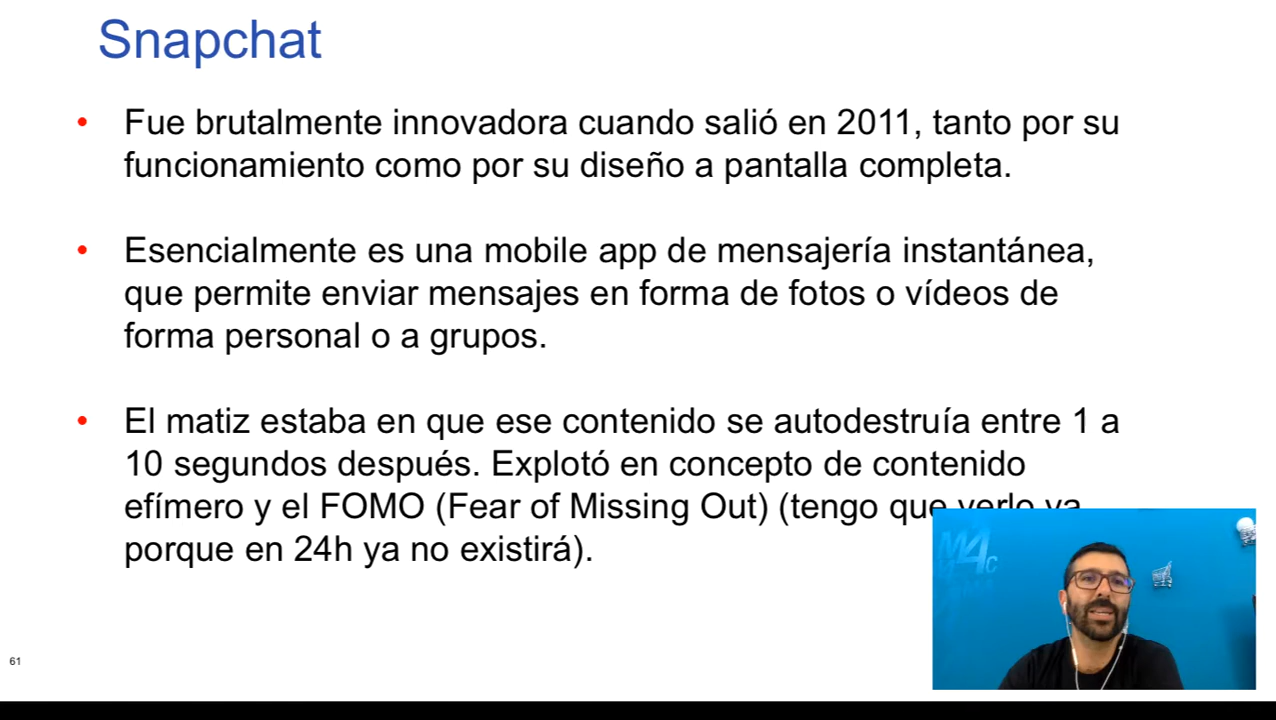 Snapchat
• Fue brutalmente innovadora cuando salió en 2011, tanto por su
funcionamiento como por su diseño a pantalla completa.
• Esencialmente es una mobile app de mensajería instantánea,
que permite enviar mensajes en forma de fotos o vídeos de
forma personal o a grupos.
• El matiz estaba en que ese contenido se autodestruía entre 1 a
10 segundos después. Explotó en concepto de contenido
efímero y el FOMO (Fear of Missing Out) (tengo que verlo ya
porque en 24h ya no existirá).
M4c
61